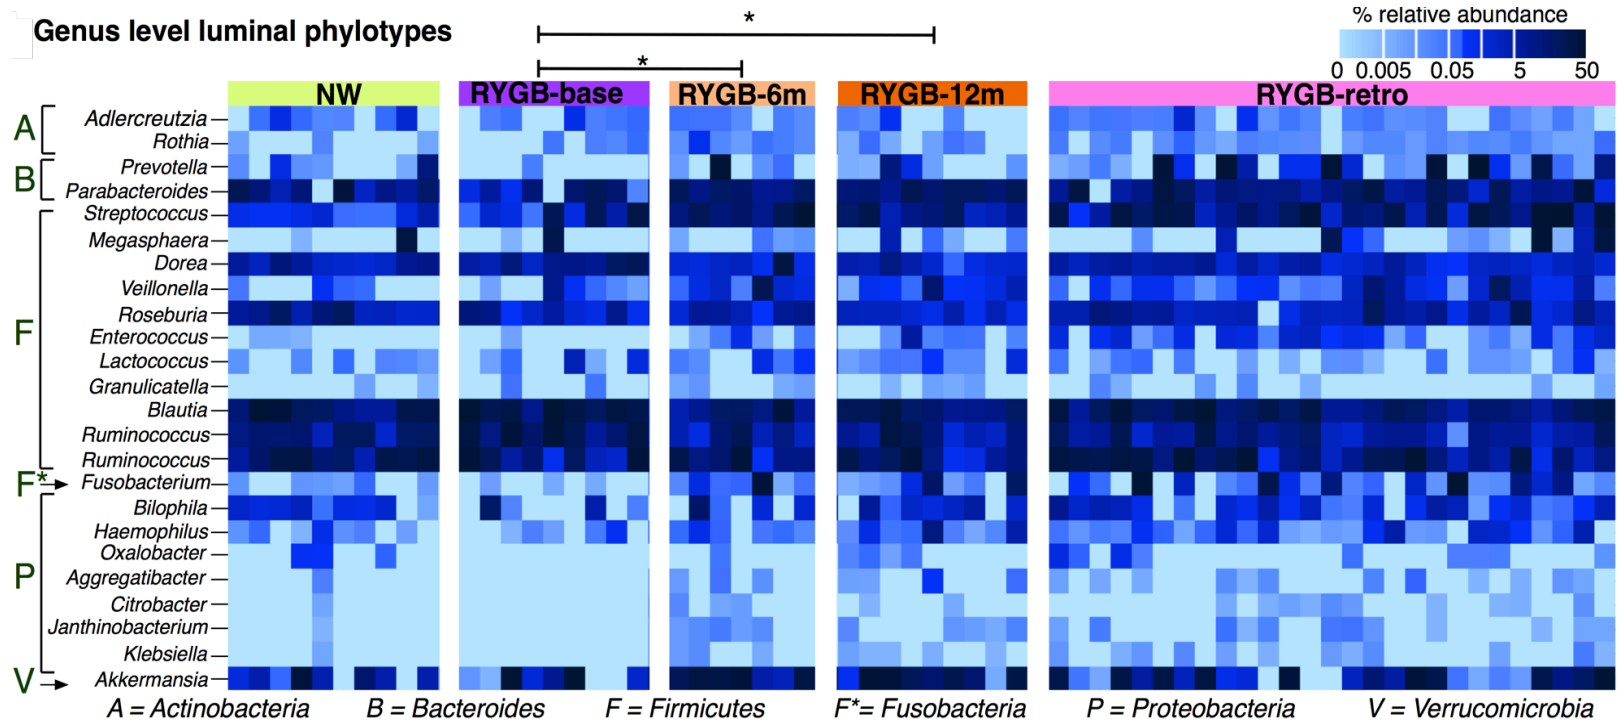 Genus level luminal phylotypes
*
*
% relative abundance
0 0.005 0.05 5 50
NW RYGB-base RYGB-6m RYGB-12m RYGB-retro
A
Adlercreutzia
Rothia
B
Prevotella
Parabacteroides
F
Streptococcus
Megasphaera
Dorea
Veillonella
Roseburia
Enterococcus
Lactococcus
Granulicatella
Blautia
Ruminococcus
Ruminococcus
F* Fusobacterium
P
Bilophila
Haemophilus
Oxalobacter
Aggregatibacter
Citrobacter
Janthinobacterium
Klebsiella
V Akkermansia
A = Actinobacteria B = Bacteroides F = Firmicutes F*= Fusobacteria P = Proteobacteria V = Verrucomicrobia